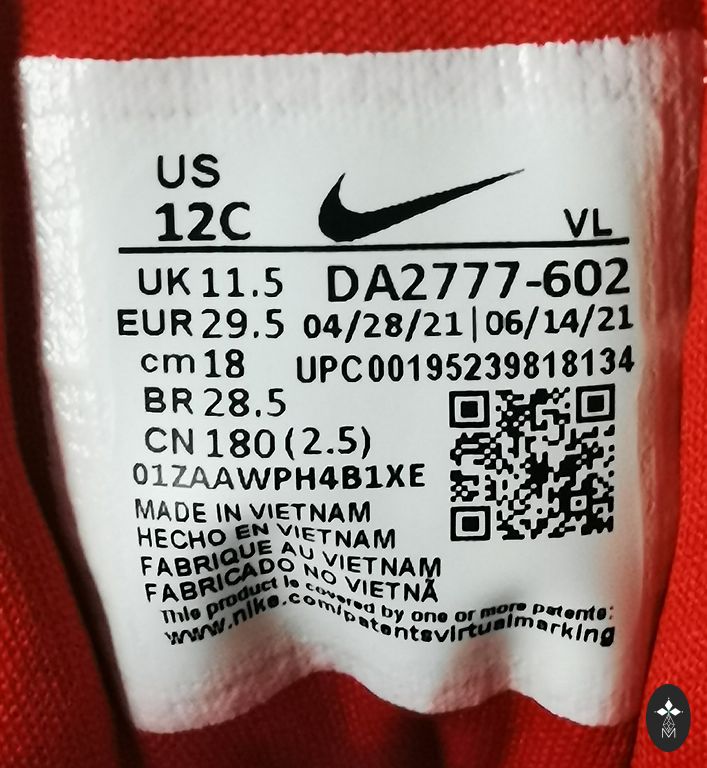 US
12C
VL
UK 11.5 DA2777-602
EUR 29.5 04/28/21|06/14/21
cm 18 UPC00195239818134
BR 28.5
CN 180 (2.5)
01ZAAWPH4B1XE
MADE IN VIETNAM
HECHO EN VIETNAM
FABRIQUE AU VIETNAM
FABRICADO NO VIETNÃ
This product is covered by one or more patents:
www.nike.com/patentsvirtualmarking
M